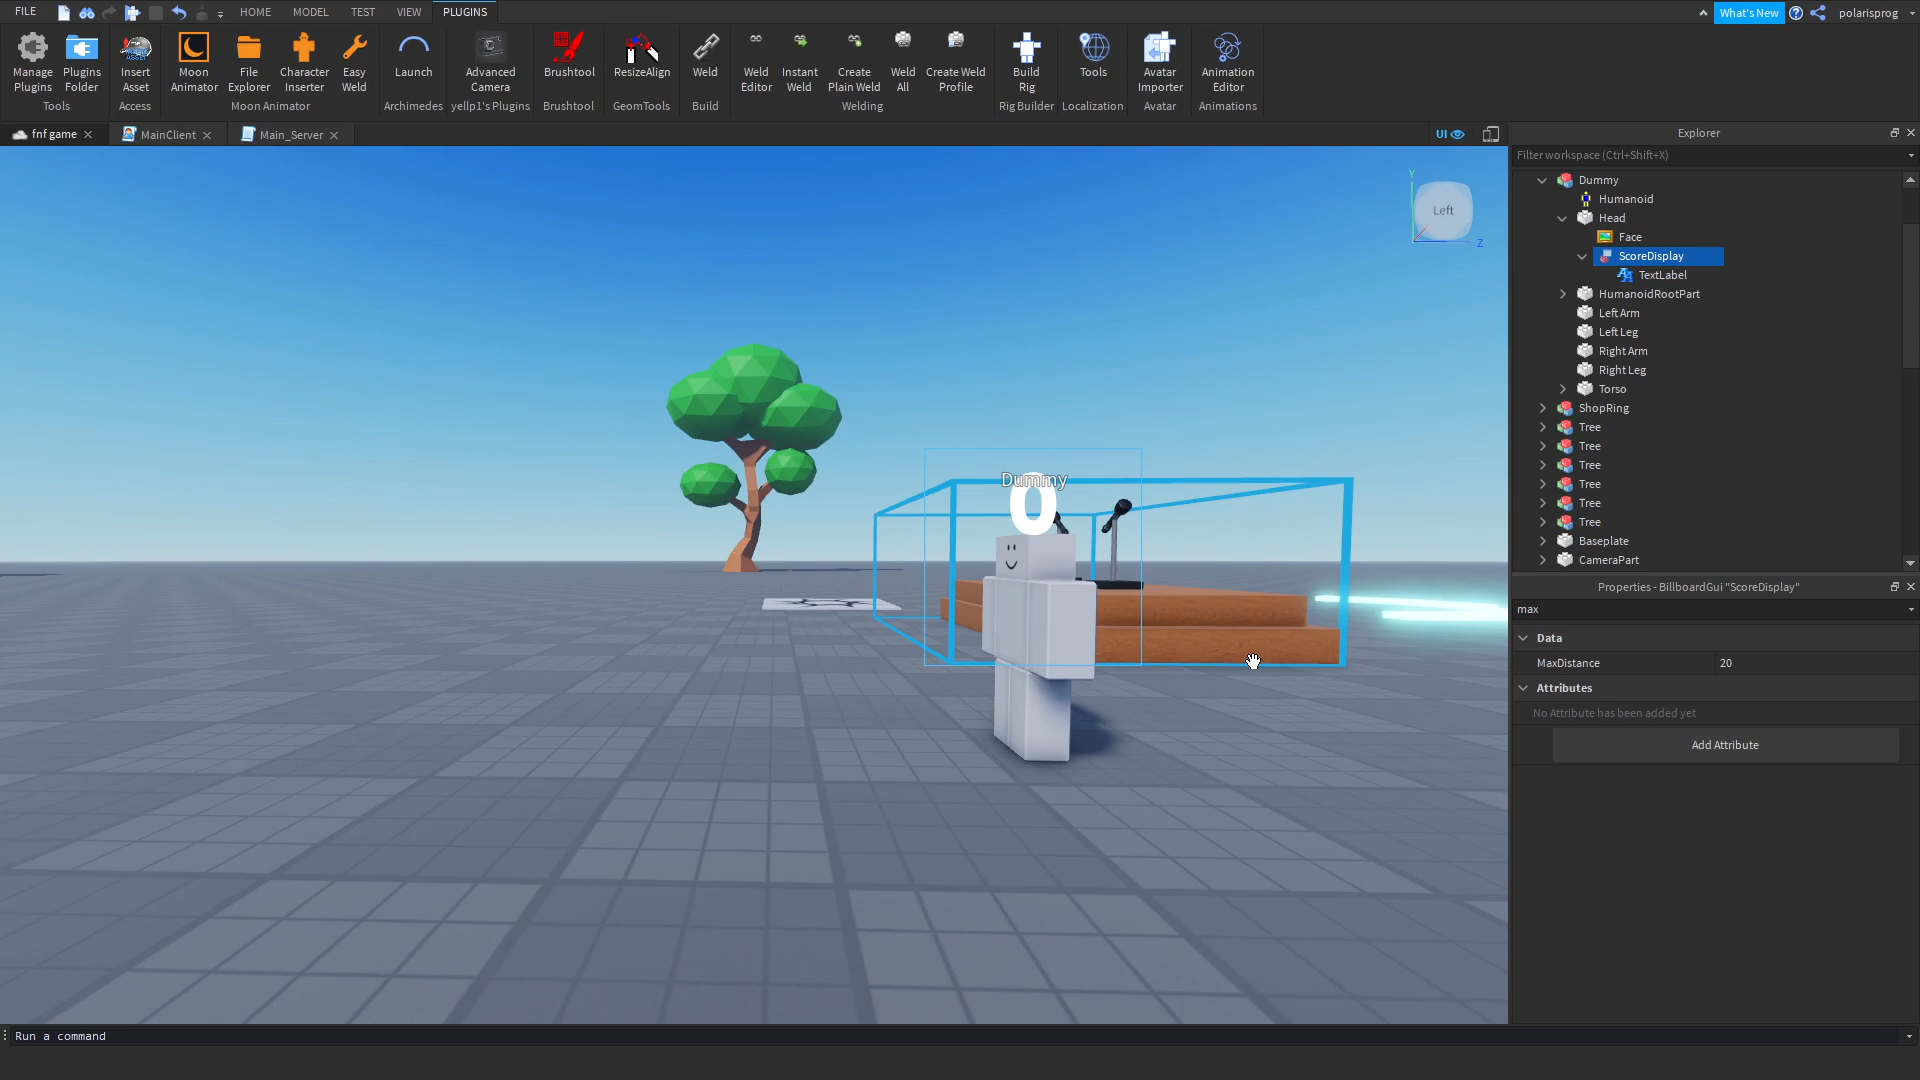 FILE
HOME
MODEL
TEST
VIEW
PLUGINS
What's New
polarisprog
Manage Plugins
Plugins Folder
Insert Asset
Moon Animator
File Explorer
Character Inserter
Easy Weld
Launch
Advanced Camera
Brushtool
ResizeAlign
Weld
Weld Editor
Instant Weld
Create Plain Weld
Weld All
Create Weld Profile
Build Rig
Tools
Avatar Importer
Animation Editor
Tools
Access
Moon Animator
Archimedes
yellp1's Plugins
Brushtool
GeomTools
Build
Welding
Rig Builder
Localization
Avatar
Animations
fnf game
MainClient
Main_Server
UI
Explorer
Filter workspace (Ctrl+Shift+X)
Dummy
Humanoid
Head
Face
ScoreDisplay
TextLabel
HumanoidRootPart
Left Arm
Left Leg
Right Arm
Right Leg
Torso
ShopRing
Tree
Tree
Tree
Tree
Tree
Tree
Baseplate
CameraPart
Y
Left
Z
Dummy
0
Properties - BillboardGui "ScoreDisplay"
max
Data
MaxDistance 20
Attributes
No Attribute has been added yet
Add Attribute
Run a command